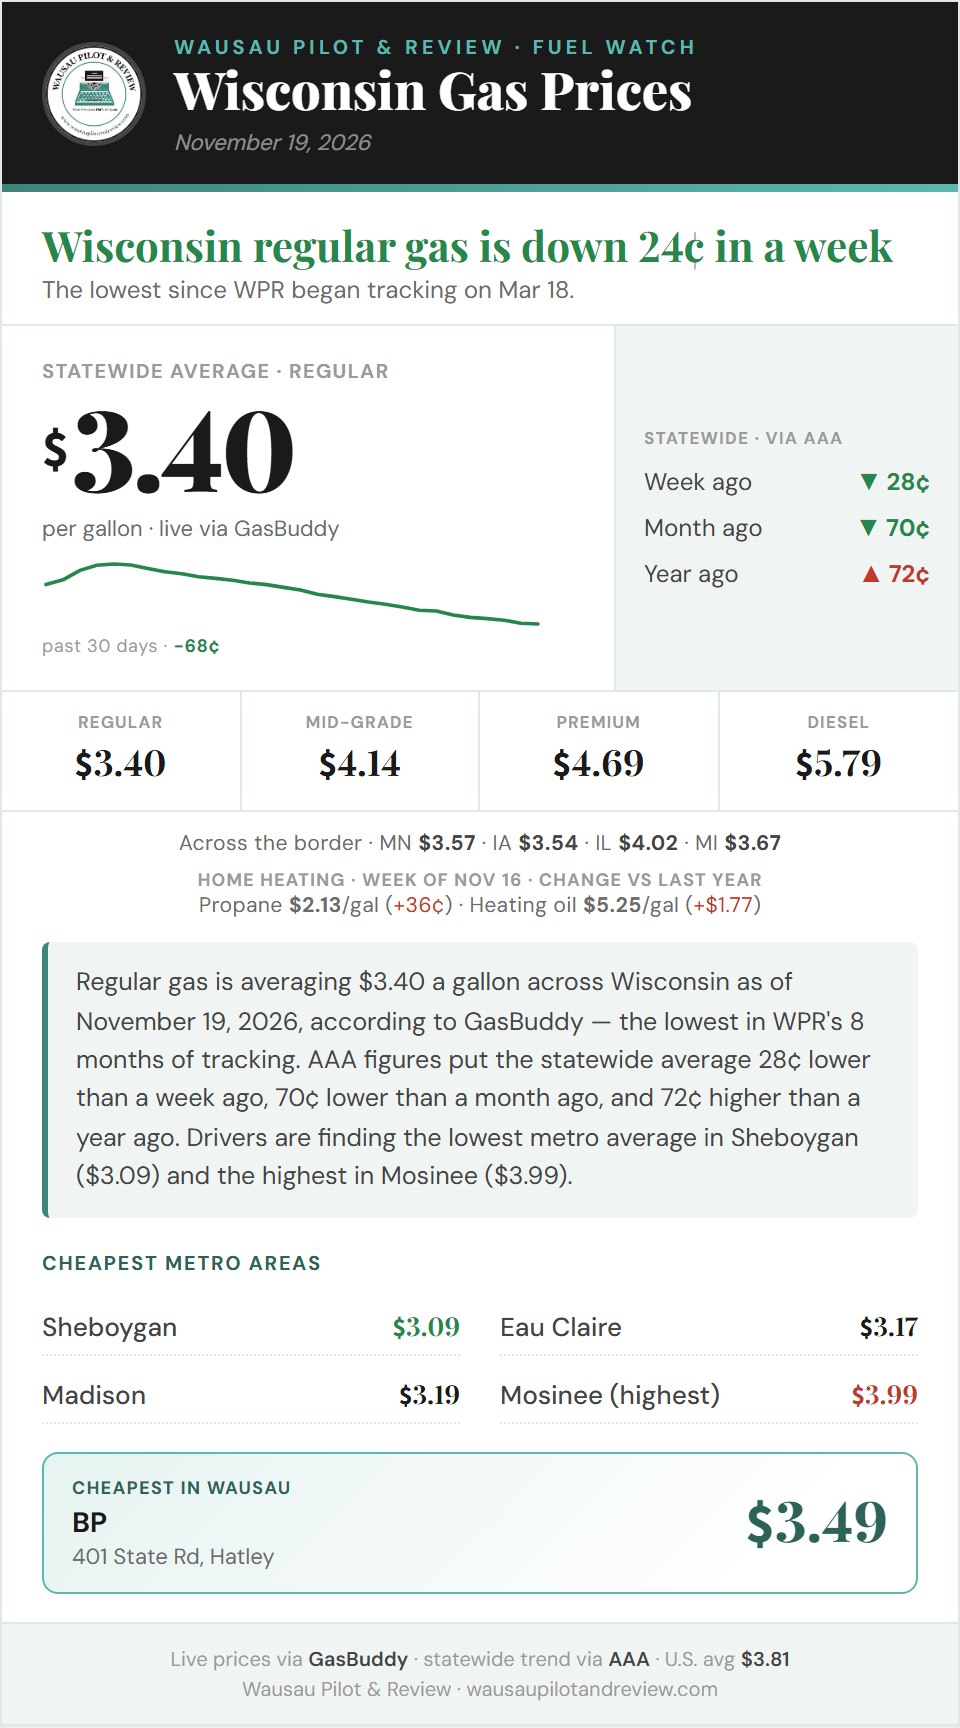 WAUSAU PILOT & REVIEW
www.wausaupilotandreview.com
WAUSAU PILOT & REVIEW · FUEL WATCH
Wisconsin Gas Prices
November 19, 2026
Wisconsin regular gas is down 24¢ in a week
The lowest since WPR began tracking on Mar 18.
STATEWIDE AVERAGE · REGULAR
$3.40
per gallon · live via GasBuddy
past 30 days · -68¢
STATEWIDE · VIA AAA
Week ago ▼ 28¢
Month ago ▼ 70¢
Year ago ▲ 72¢
REGULAR MID-GRADE PREMIUM DIESEL
$3.40 $4.14 $4.69 $5.79
Across the border · MN $3.57 · IA $3.54 · IL $4.02 · MI $3.67
HOME HEATING · WEEK OF NOV 16 · CHANGE VS LAST YEAR
Propane $2.13/gal (+36¢) · Heating oil $5.25/gal (+$1.77)
Regular gas is averaging $3.40 a gallon across Wisconsin as of
November 19, 2026, according to GasBuddy — the lowest in WPR's 8
months of tracking. AAA figures put the statewide average 28¢ lower
than a week ago, 70¢ lower than a month ago, and 72¢ higher than a
year ago. Drivers are finding the lowest metro average in Sheboygan
($3.09) and the highest in Mosinee ($3.99).
CHEAPEST METRO AREAS
Sheboygan $3.09 Eau Claire $3.17
Madison $3.19 Mosinee (highest) $3.99
CHEAPEST IN WAUSAU
BP
401 State Rd, Hatley
$3.49
Live prices via GasBuddy · statewide trend via AAA · U.S. avg $3.81
Wausau Pilot & Review · wausaupilotandreview.com